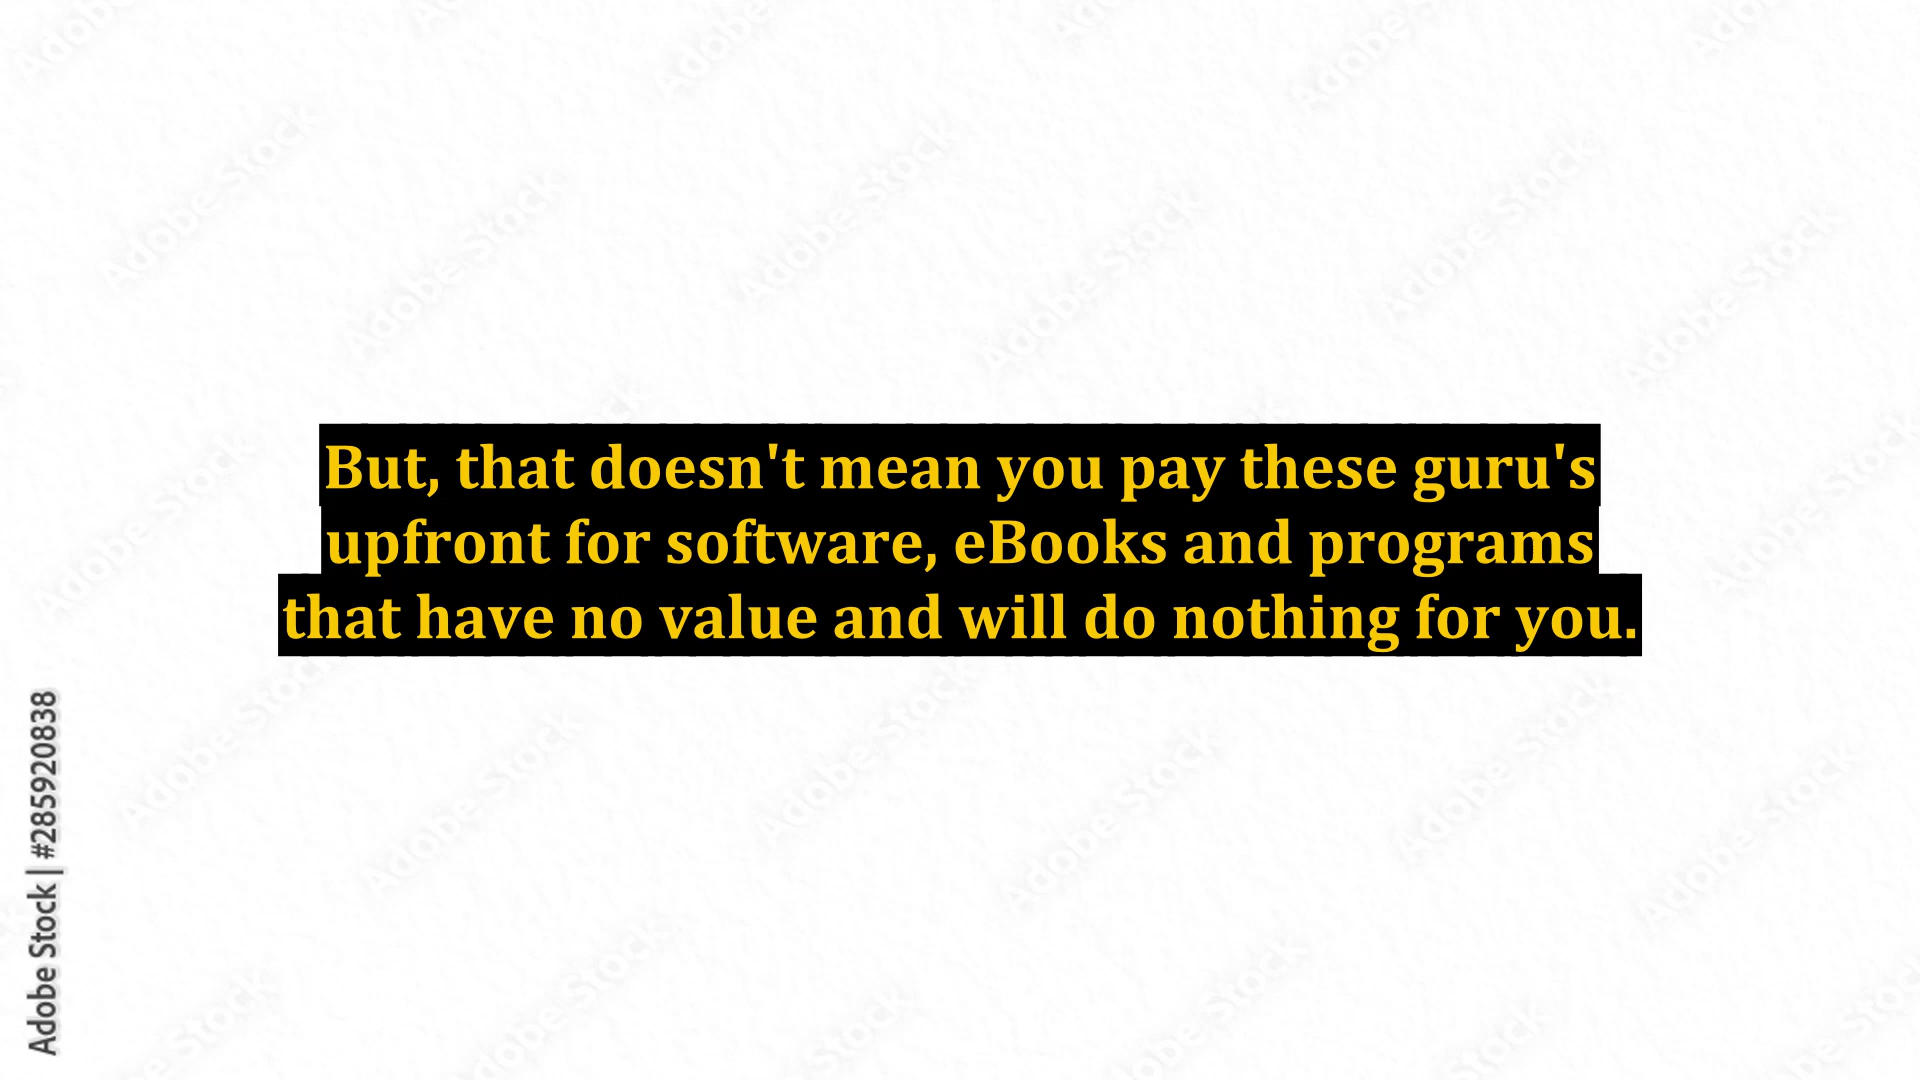 But, that doesn't mean you pay these guru's
upfront for software, eBooks and programs
that have no value and will do nothing for you.
Adobe Stock | #285920838